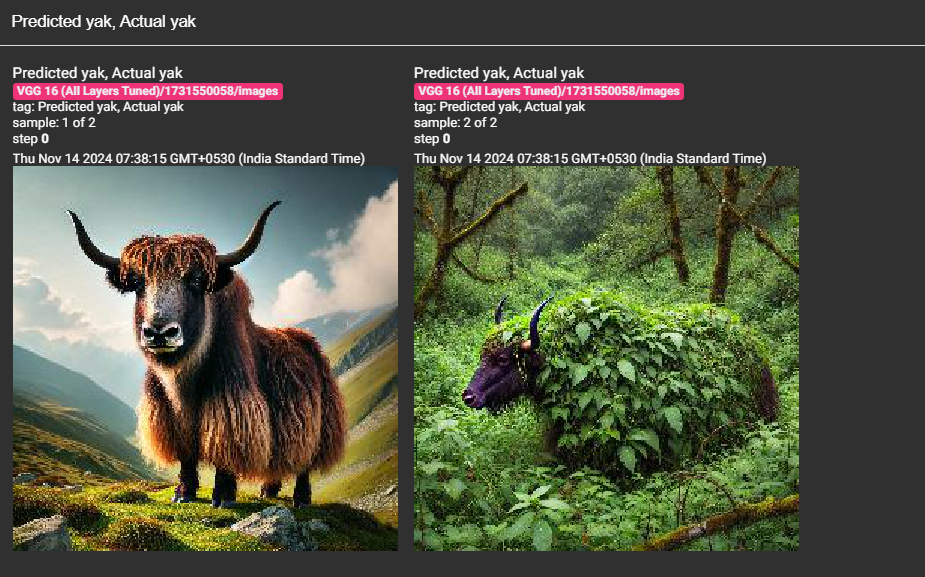 Predicted yak, Actual yak
Predicted yak, Actual yak
VGG 16 (All Layers Tuned)/1731550058/images
tag: Predicted yak, Actual yak
sample: 1 of 2
step 0
Thu Nov 14 2024 07:38:15 GMT+0530 (India Standard Time)
Predicted yak, Actual yak
VGG 16 (All Layers Tuned)/1731550058/images
tag: Predicted yak, Actual yak
sample: 2 of 2
step 0
Thu Nov 14 2024 07:38:15 GMT+0530 (India Standard Time)